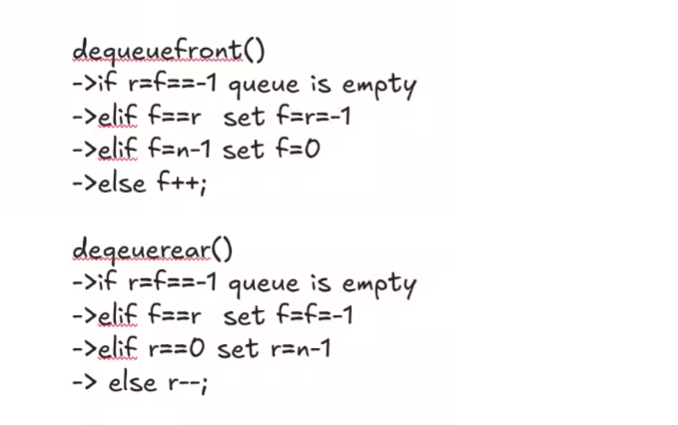 dequeuefront()
->if r=f==-1 queue is empty
->elif f==r set f=r=-1
->elif f=n-1 set f=0
->else f++;
deqeuerear()
->if r=f==-1 queue is empty
->elif f==r set f=f=-1
->elif r==0 set r=n-1
-> else r--;